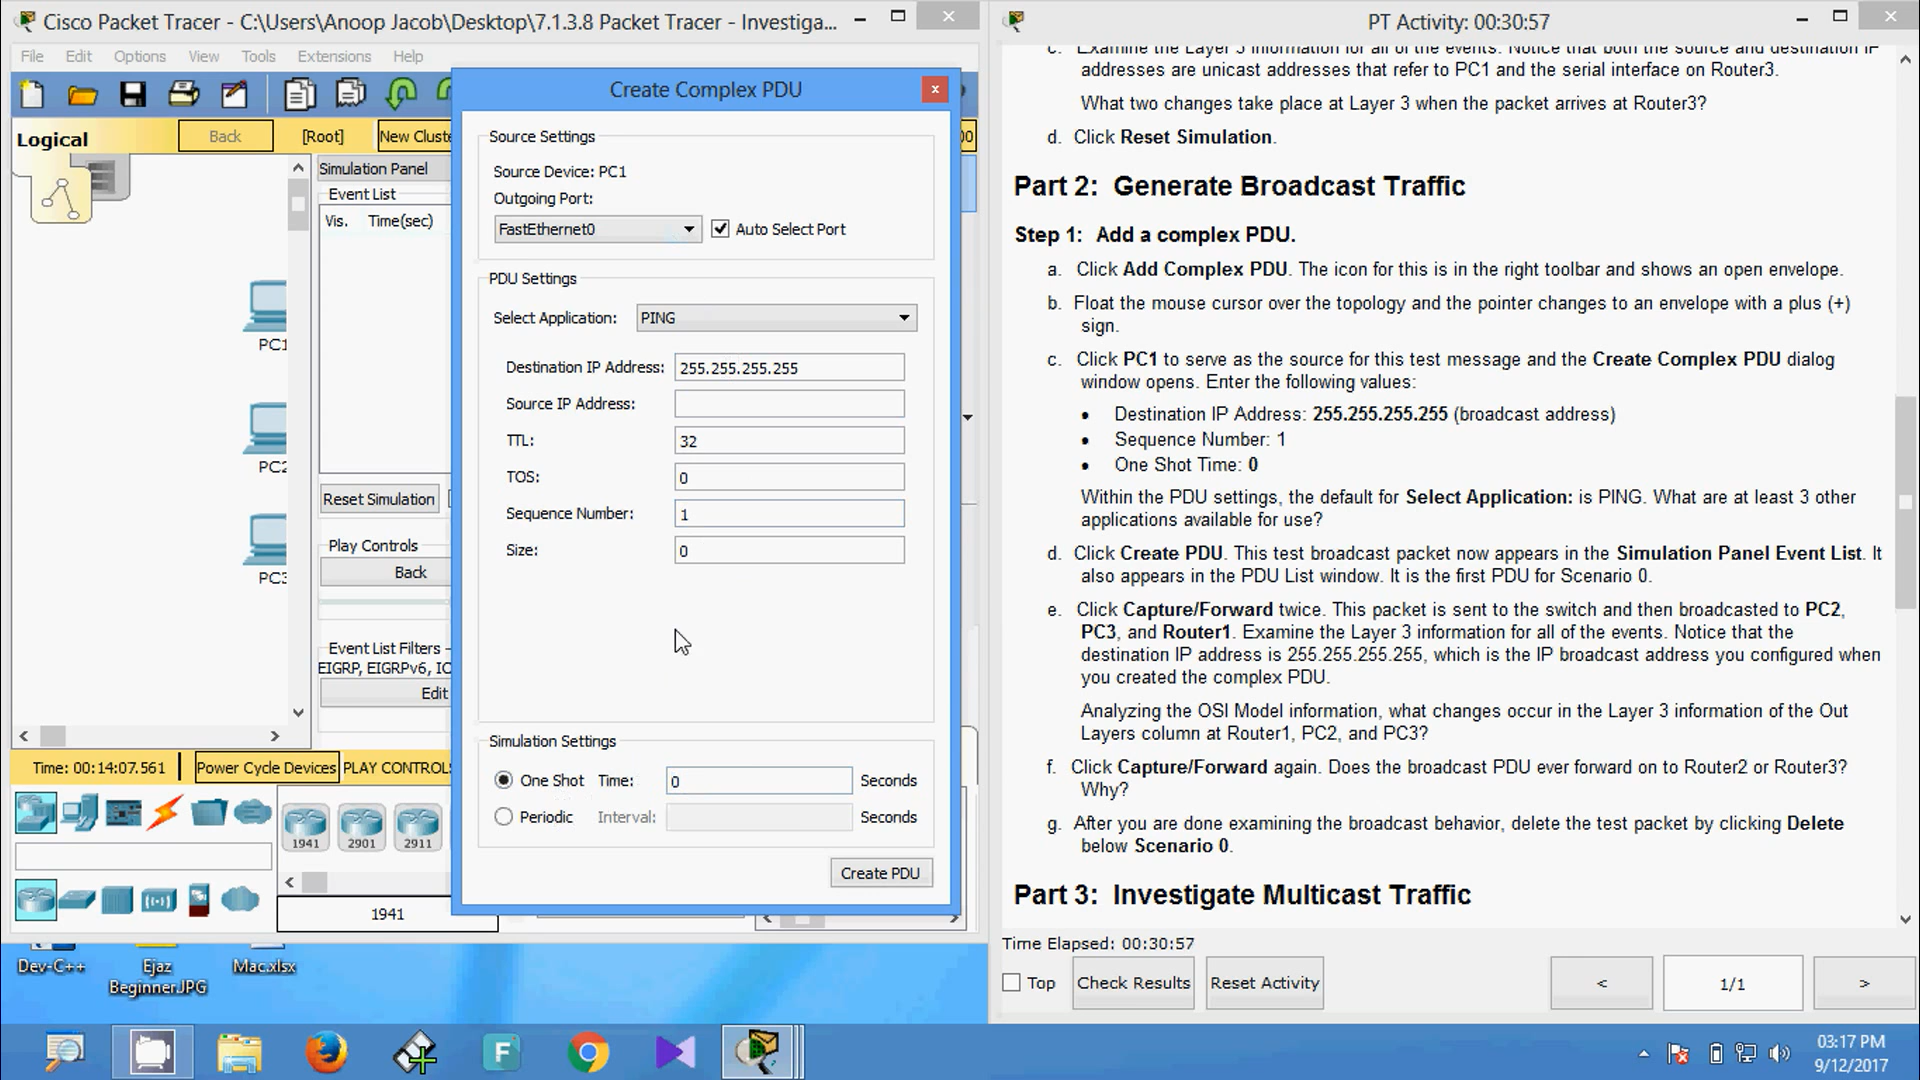 Cisco Packet Tracer - C:\Users\Anoop Jacob\Desktop\7.1.3.8 Packet Tracer - Investiga...
File Edit Options View Tools Extensions Help
Logical
Back
[Root]
New Cluste
00
Simulation Panel
Event List
Vis. Time(sec)
PC1
PC2
PC3
Reset Simulation
Play Controls
Back
Event List Filters -
EIGRP, EIGRPv6, IC
Edit
Time: 00:14:07.561
Power Cycle Devices
PLAY CONTROL
1941
2901
2911
1941
Create Complex PDU
Source Settings
Source Device: PC1
Outgoing Port:
FastEthernet0
Auto Select Port
PDU Settings
Select Application: PING
Destination IP Address: 255.255.255.255
Source IP Address:
TTL: 32
TOS: 0
Sequence Number: 1
Size: 0
Simulation Settings
One Shot Time: 0 Seconds
Periodic Interval: Seconds
Create PDU
PT Activity: 00:30:57
c. Examine the Layer 3 information for all of the events. Notice that both the source and destination IP
addresses are unicast addresses that refer to PC1 and the serial interface on Router3.
What two changes take place at Layer 3 when the packet arrives at Router3?
d. Click Reset Simulation.
Part 2: Generate Broadcast Traffic
Step 1: Add a complex PDU.
a. Click Add Complex PDU. The icon for this is in the right toolbar and shows an open envelope.
b. Float the mouse cursor over the topology and the pointer changes to an envelope with a plus (+)
sign.
c. Click PC1 to serve as the source for this test message and the Create Complex PDU dialog
window opens. Enter the following values:
• Destination IP Address: 255.255.255.255 (broadcast address)
• Sequence Number: 1
• One Shot Time: 0
Within the PDU settings, the default for Select Application: is PING. What are at least 3 other
applications available for use?
d. Click Create PDU. This test broadcast packet now appears in the Simulation Panel Event List. It
also appears in the PDU List window. It is the first PDU for Scenario 0.
e. Click Capture/Forward twice. This packet is sent to the switch and then broadcasted to PC2,
PC3, and Router1. Examine the Layer 3 information for all of the events. Notice that the
destination IP address is 255.255.255.255, which is the IP broadcast address you configured when
you created the complex PDU.
Analyzing the OSI Model information, what changes occur in the Layer 3 information of the Out
Layers column at Router1, PC2, and PC3?
f. Click Capture/Forward again. Does the broadcast PDU ever forward on to Router2 or Router3?
Why?
g. After you are done examining the broadcast behavior, delete the test packet by clicking Delete
below Scenario 0.
Part 3: Investigate Multicast Traffic
Time Elapsed: 00:30:57
Top
Check Results
Reset Activity
<
1/1
>
Dev-C++
Ejaz
BeginnerJPG
Mac.xlsx
F
03:17 PM
9/12/2017